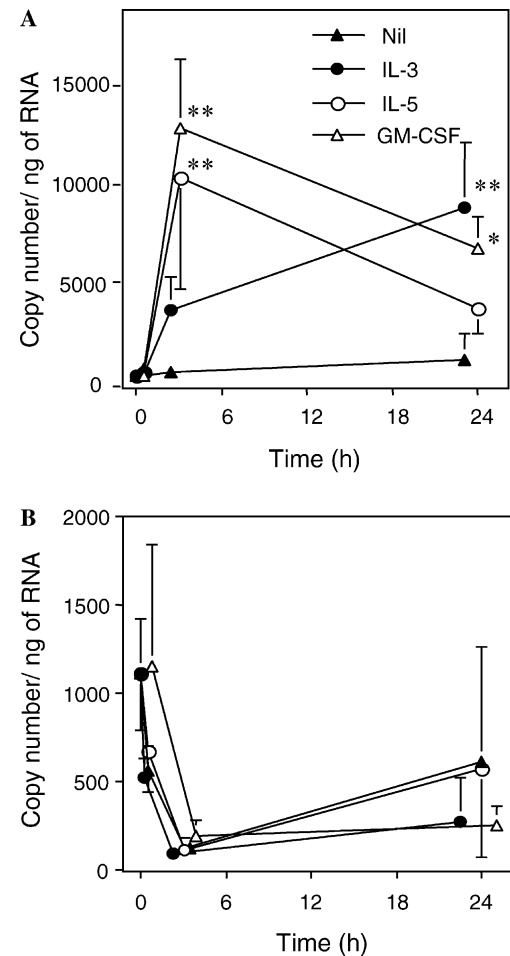 A
Nil
IL-3
IL-5
GM-CSF
Copy number/ ng of RNA
15000
10000
5000
0
**
**
**
*
0 6 12 18 24
Time (h)
B
Copy number/ ng of RNA
2000
1500
1000
500
0
0 6 12 18 24
Time (h)